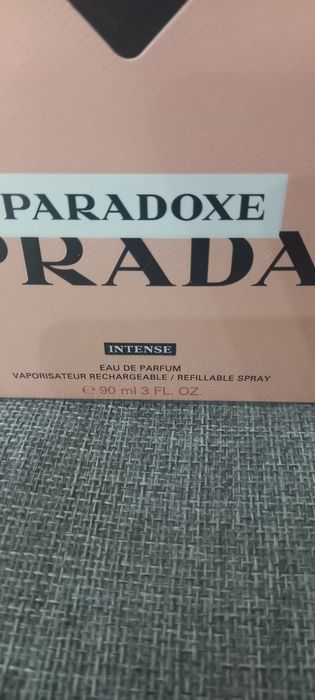 PARADOXE
PRADA
INTENSE
EAU DE PARFUM
VAPORISATEUR RECHARGEABLE / REFILLABLE SPRAY
℮ 90 ml 3 FL. OZ.